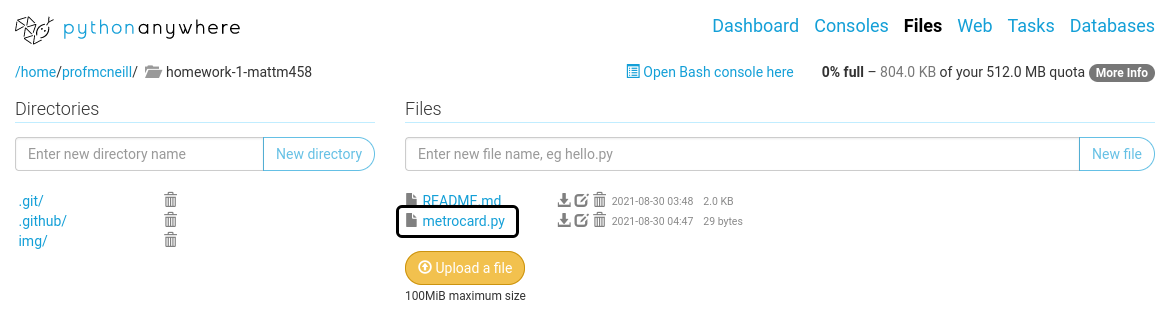 pythonanywhere
Dashboard Consoles Files Web Tasks Databases
/home/profmcneill/ homework-1-mattm458
Open Bash console here 0% full – 804.0 KB of your 512.0 MB quota More Info
Directories
Enter new directory name New directory
.git/
.github/
img/
Files
Enter new file name, eg hello.py New file
README.md 2021-08-30 03:48 2.0 KB
metrocard.py 2021-08-30 04:47 29 bytes
Upload a file
100MiB maximum size